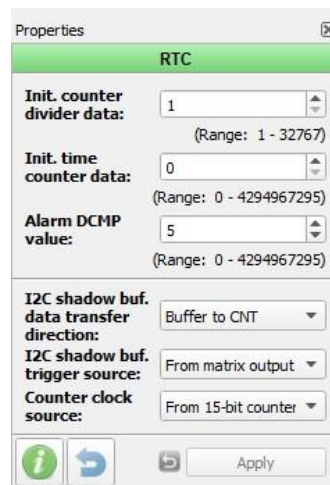 Properties
RTC
Init. counter
divider data:
1
(Range: 1 - 32767)
Init. time
counter data:
0
(Range: 0 - 4294967295)
Alarm DCMP
value:
5
(Range: 0 - 4294967295)
I2C shadow buf.
data transfer
direction:
Buffer to CNT
I2C shadow buf.
trigger source:
From matrix output
Counter clock
source:
From 15-bit counter
Apply